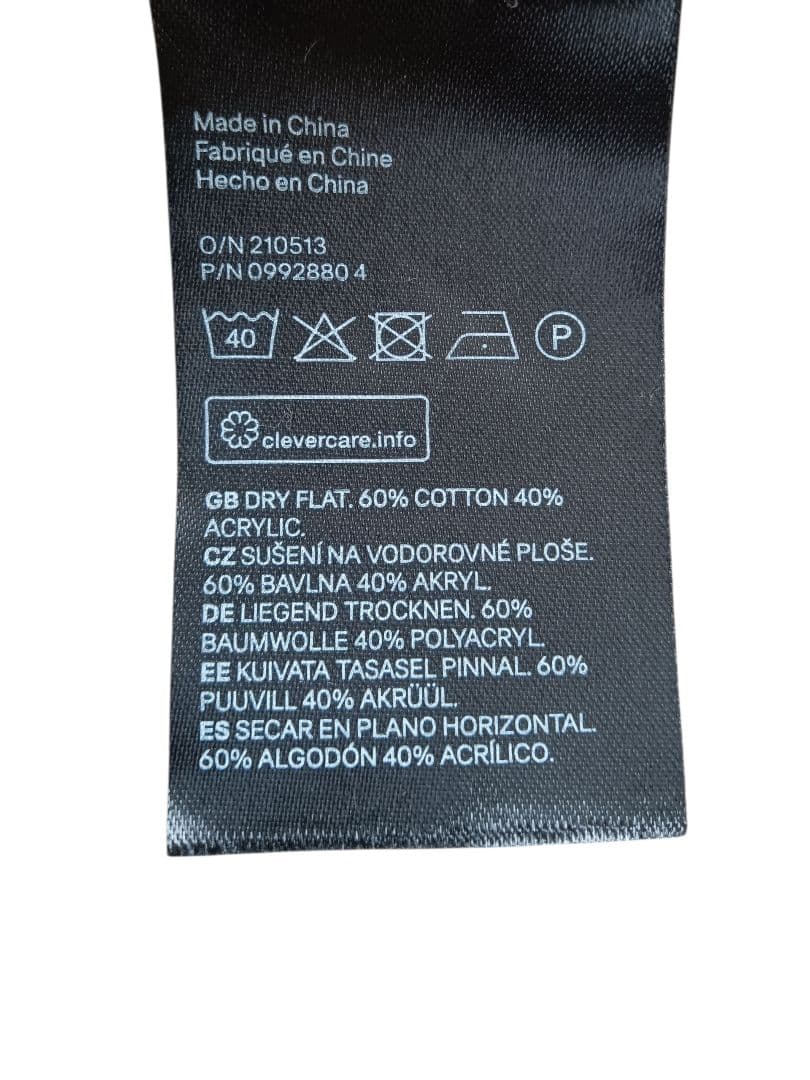 Made in China
Fabriqué en Chine
Hecho en China
O/N 210513
P/N 0992880 4
40
P
clevercare.info
GB DRY FLAT. 60% COTTON 40%
ACRYLIC.
CZ SUŠENÍ NA VODOROVNÉ PLOŠE.
60% BAVLNA 40% AKRYL.
DE LIEGEND TROCKNEN. 60%
BAUMWOLLE 40% POLYACRYL.
EE KUIVATA TASASEL PINNAL. 60%
PUUVILL 40% AKRÜÜL.
ES SECAR EN PLANO HORIZONTAL.
60% ALGODÓN 40% ACRÍLICO.